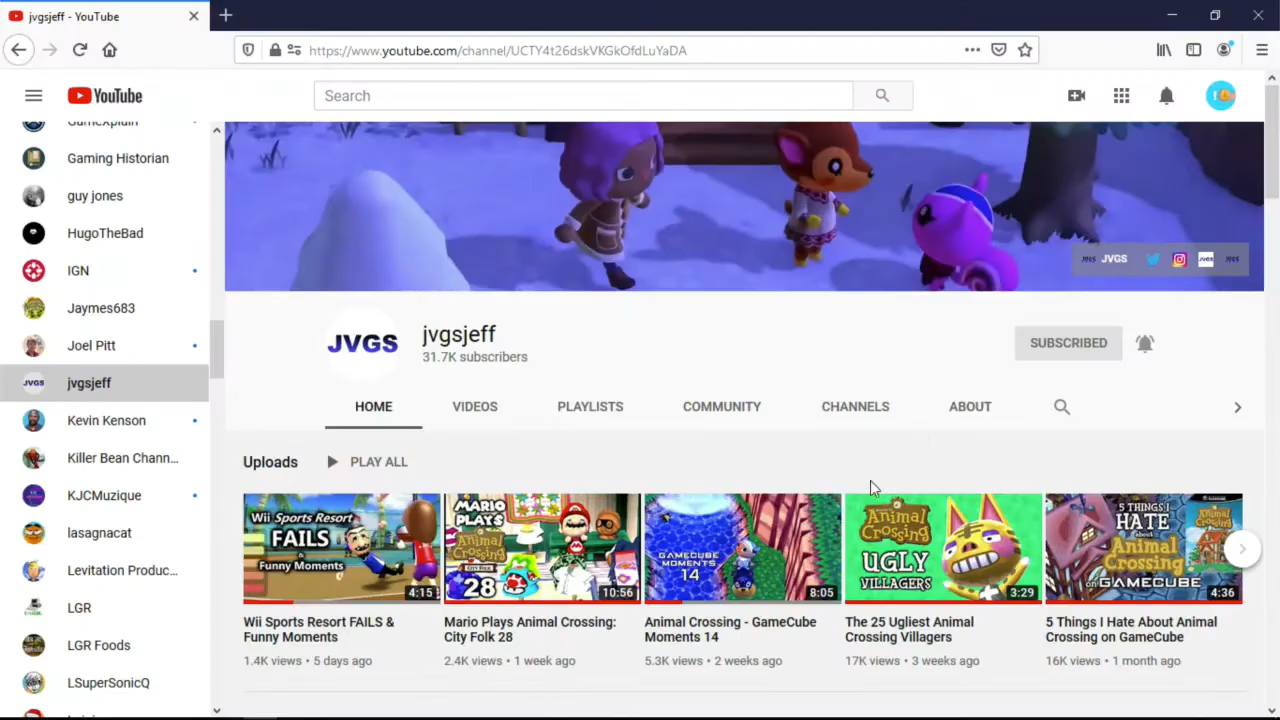 jvgsjeff - YouTube
https://www.youtube.com/channel/UCTY4t26dskVKGkOfdLuYaDA
YouTube
Search
GameXplain
Gaming Historian
guy jones
HugoTheBad
IGN
Jaymes683
Joel Pitt
JVGS jvgsjeff
Kevin Kenson
Killer Bean Chann...
KJCMuzique
lasagnacat
Levitation Produc...
LGR
LGR Foods
LSuperSonicQ
JVGS JVGS JVGS JVGS
JVGS
jvgsjeff
31.7K subscribers
SUBSCRIBED
HOME VIDEOS PLAYLISTS COMMUNITY CHANNELS ABOUT
Uploads PLAY ALL
Wii Sports Resort
FAILS
&
Funny Moments
4:15
Wii Sports Resort FAILS &
Funny Moments
1.4K views • 5 days ago
MARIO
PLAYS
Animal
Crossing
CITY FOLK
28
10:56
Mario Plays Animal Crossing:
City Folk 28
2.4K views • 1 week ago
GAMECUBE
MOMENTS
14
8:05
Animal Crossing - GameCube
Moments 14
5.3K views • 2 weeks ago
Animal
Crossing
UGLY
VILLAGERS
3:29
The 25 Ugliest Animal
Crossing Villagers
17K views • 3 weeks ago
5 THINGS I
HATE
about
Animal
Crossing
on GAMECUBE
Animal
Crossing
4:36
5 Things I Hate About Animal
Crossing on GameCube
16K views • 1 month ago